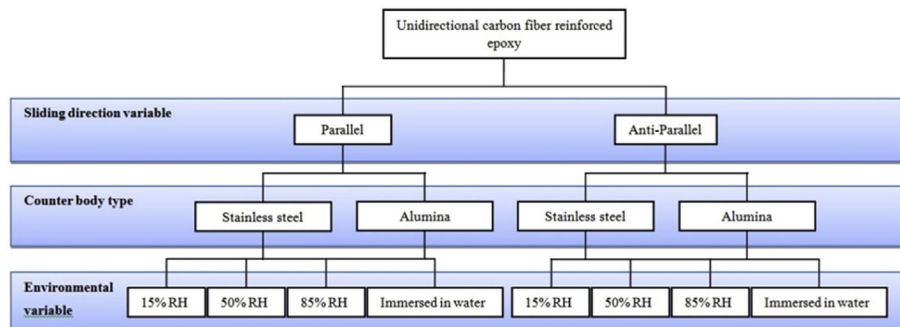 Unidirectional carbon fiber reinforced
epoxy
Sliding direction variable
Parallel
Anti-Parallel
Counter body type
Stainless steel
Alumina
Stainless steel
Alumina
Environmental
variable
15% RH
50% RH
85% RH
Immersed in water
15% RH
50% RH
85% RH
Immersed in water